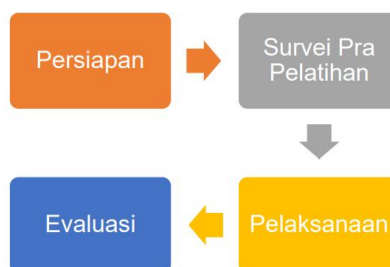 Persiapan
Survei Pra
Pelatihan
Pelaksanaan
Evaluasi